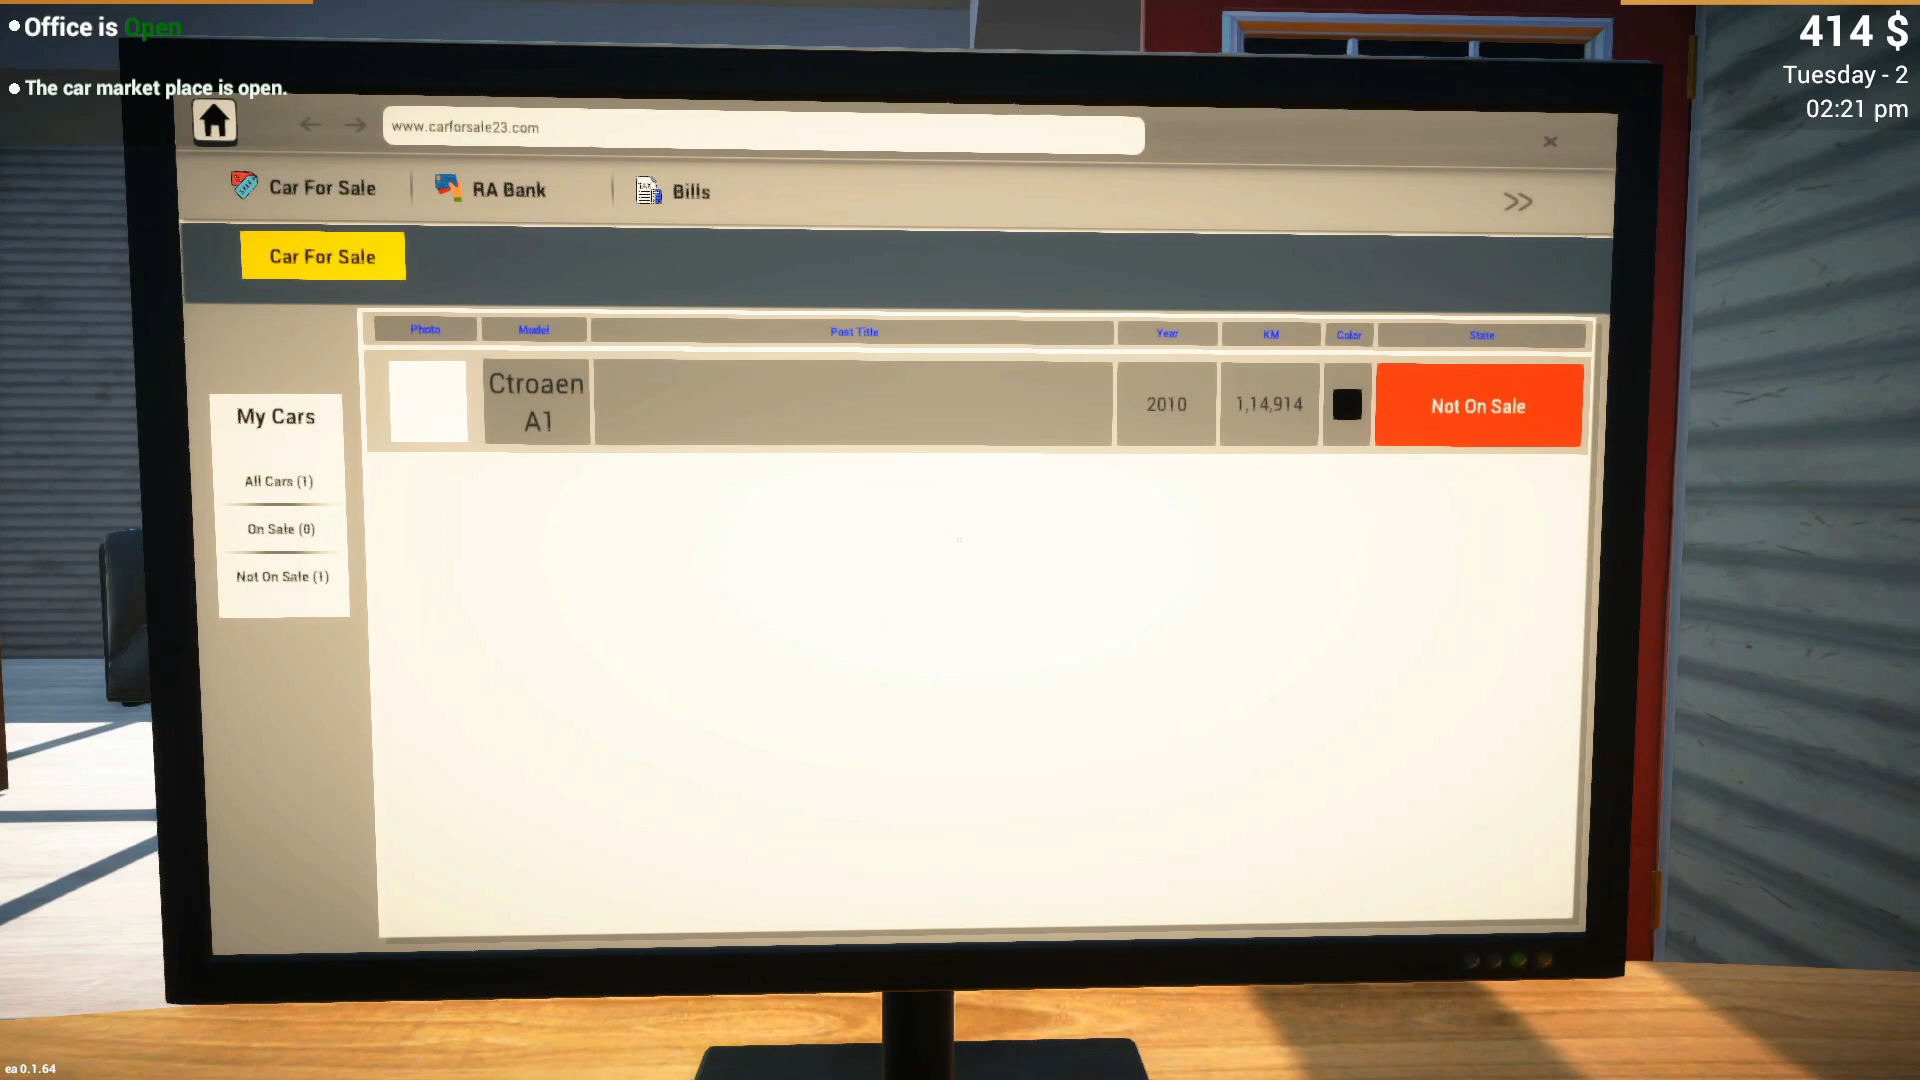 Office is Open
The car market place is open.
414 $
Tuesday - 2
02:21 pm
www.carforsale23.com
×
Car For Sale
RA Bank
TAX
Bills
>>
Car For Sale
Photo
Model
Post Title
Year
KM
Color
State
Ctroaen
A1
2010
1,14,914
Not On Sale
My Cars
All Cars (1)
On Sale (0)
Not On Sale (1)
ea 0.1.64